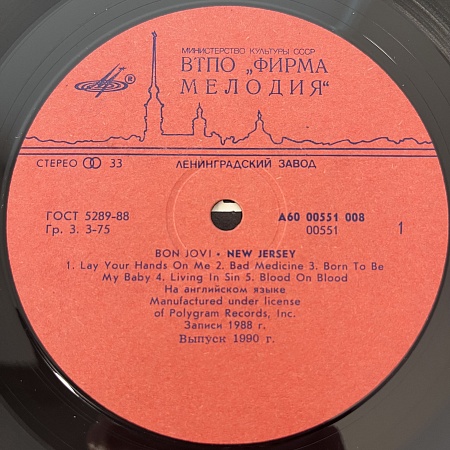 МИНИСТЕРСТВО КУЛЬТУРЫ СССР
ВТПО „ФИРМА
МЕЛОДИЯ“
®
СТЕРЕО 33
ЛЕНИНГРАДСКИЙ ЗАВОД
ГОСТ 5289-88
Гр. 3. 3-75
А60 00551 008
00551
1
BON JOVI • NEW JERSEY
1. Lay Your Hands On Me 2. Bad Medicine 3. Born To Be
My Baby 4. Living In Sin 5. Blood On Blood
На английском языке
Manufactured under license
of Polygram Records, Inc.
Записи 1988 г.
Выпуск 1990 г.